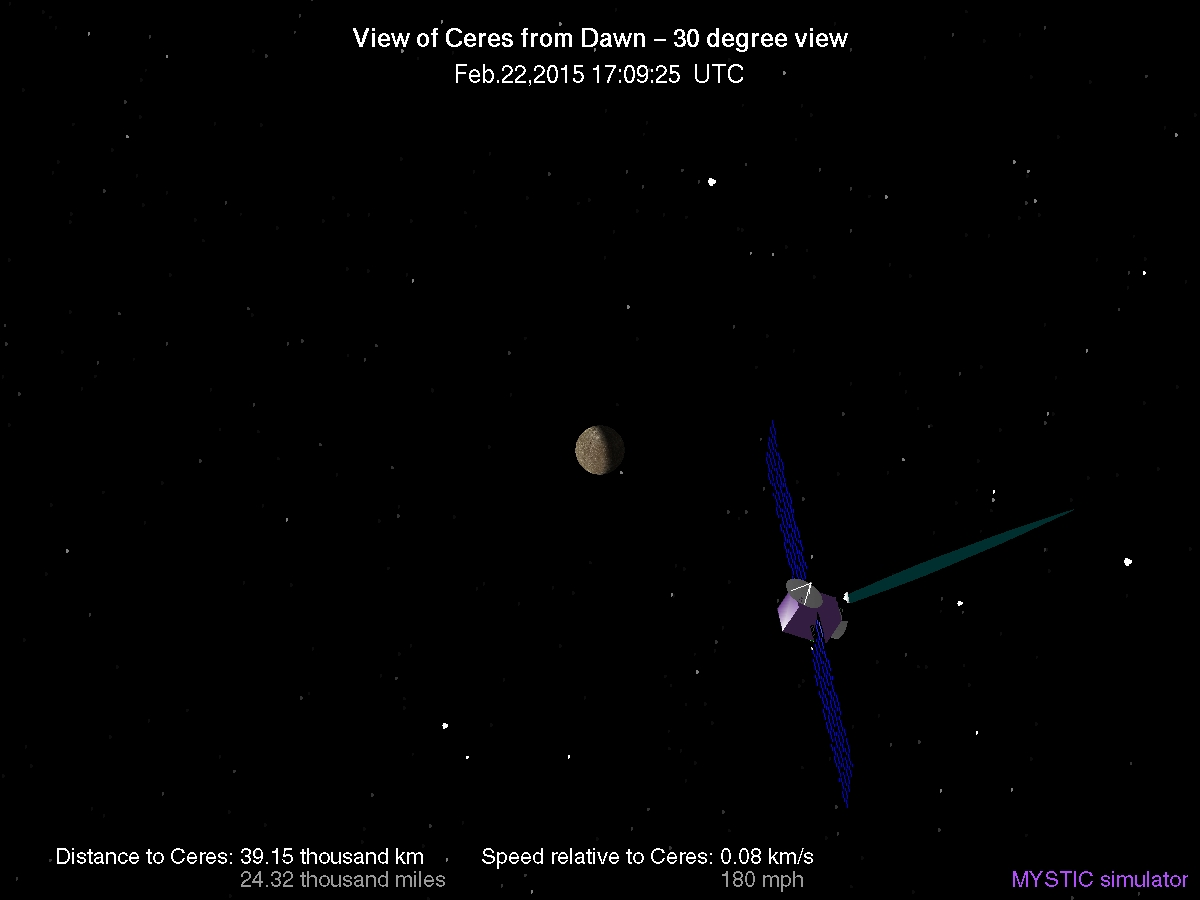 View of Ceres from Dawn – 30 degree view
Feb.22,2015 17:09:25 UTC
Distance to Ceres: 39.15 thousand km
24.32 thousand miles
Speed relative to Ceres: 0.08 km/s
180 mph
MYSTIC simulator